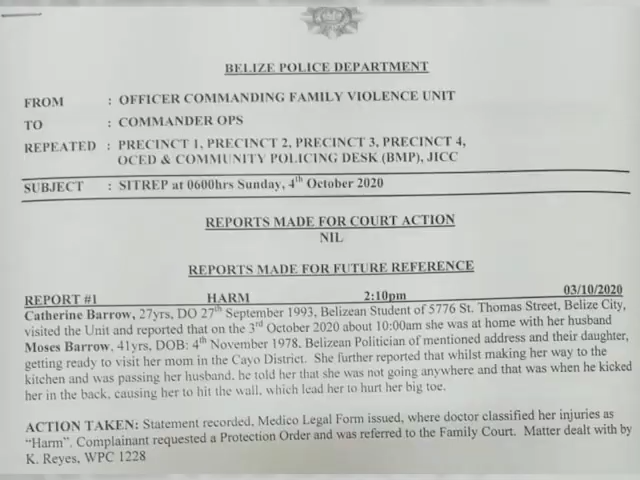 BELIZE POLICE DEPARTMENT
FROM : OFFICER COMMANDING FAMILY VIOLENCE UNIT
TO : COMMANDER OPS
REPEATED : PRECINCT 1, PRECINCT 2, PRECINCT 3, PRECINCT 4,
OCED & COMMUNITY POLICING DESK (BMP), JICC
SUBJECT : SITREP at 0600hrs Sunday, 4th October 2020
REPORTS MADE FOR COURT ACTION
NIL
REPORTS MADE FOR FUTURE REFERENCE
REPORT #1 HARM 2:10pm 03/10/2020
Catherine Barrow, 27yrs, DO 27th September 1993, Belizean Student of 5776 St. Thomas Street, Belize City,
visited the Unit and reported that on the 3rd October 2020 about 10:00am she was at home with her husband
Moses Barrow, 41yrs, DOB: 4th November 1978, Belizean Politician of mentioned address and their daughter,
getting ready to visit her mom in the Cayo District. She further reported that whilst making her way to the
kitchen and was passing her husband, he told her that she was not going anywhere and that was when he kicked
her in the back, causing her to hit the wall, which lead her to hurt her big toe.
ACTION TAKEN: Statement recorded, Medico Legal Form issued, where doctor classified her injuries as
"Harm". Complainant requested a Protection Order and was referred to the Family Court. Matter dealt with by
K. Reyes, WPC 1228